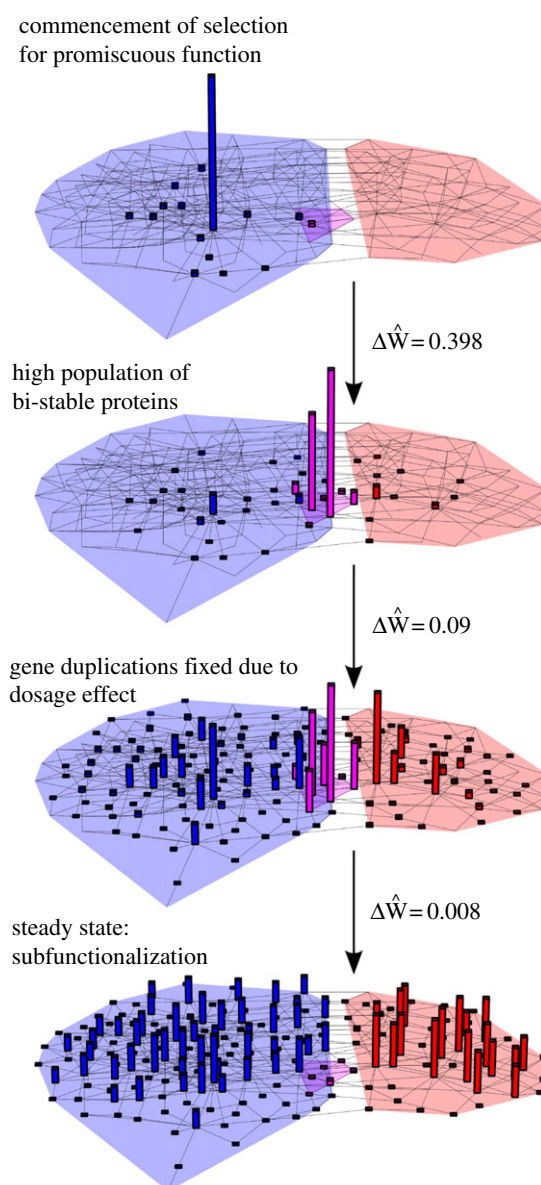 commencement of selection
for promiscuous function
ΔŴ = 0.398
high population of
bi-stable proteins
ΔŴ = 0.09
gene duplications fixed due to
dosage effect
ΔŴ = 0.008
steady state:
subfunctionalization